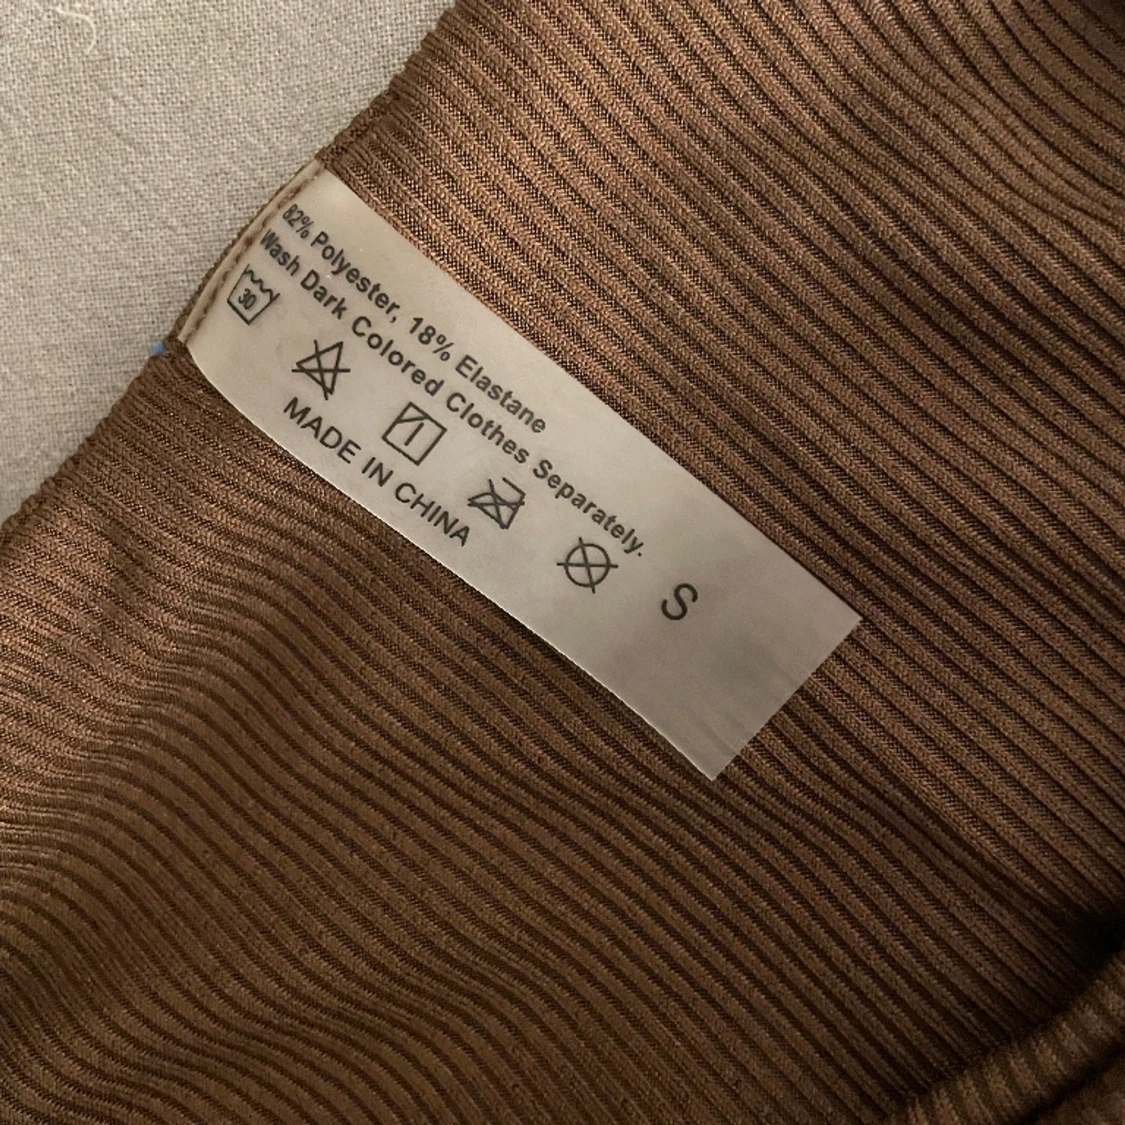 82% Polyester, 18% Elastane
Wash Dark Colored Clothes Separately.
30
MADE IN CHINA
S